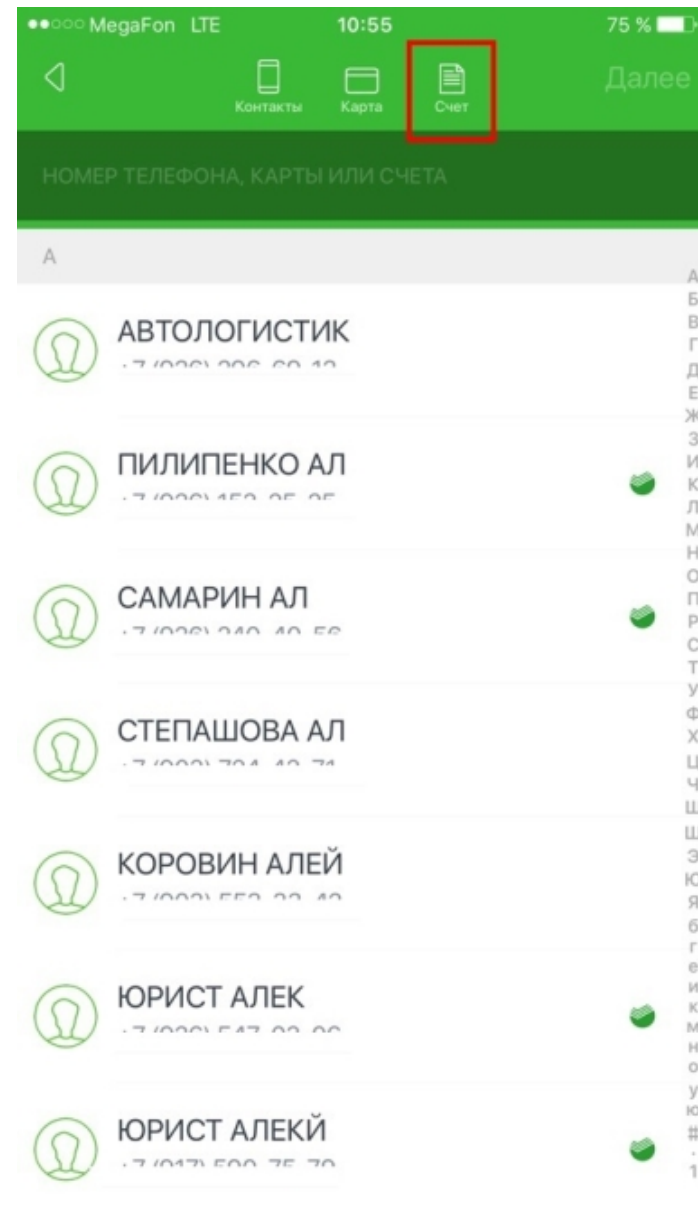 MegaFon LTE 10:55 75 %
Контакты Карта Счет Далее
НОМЕР ТЕЛЕФОНА, КАРТЫ ИЛИ СЧЕТА
А
АВТОЛОГИСТИК
ПИЛИПЕНКО АЛ
САМАРИН АЛ
СТЕПАШОВА АЛ
КОРОВИН АЛЕЙ
ЮРИСТ АЛЕК
ЮРИСТ АЛЕКЙ
А
Б
В
Г
Д
Е
Ж
З
И
К
Л
М
Н
О
П
Р
С
Т
У
Ф
Х
Ц
Ч
Ш
Щ
Э
Ю
Я
б
г
е
и
к
м
н
о
у
ю
#
.
1